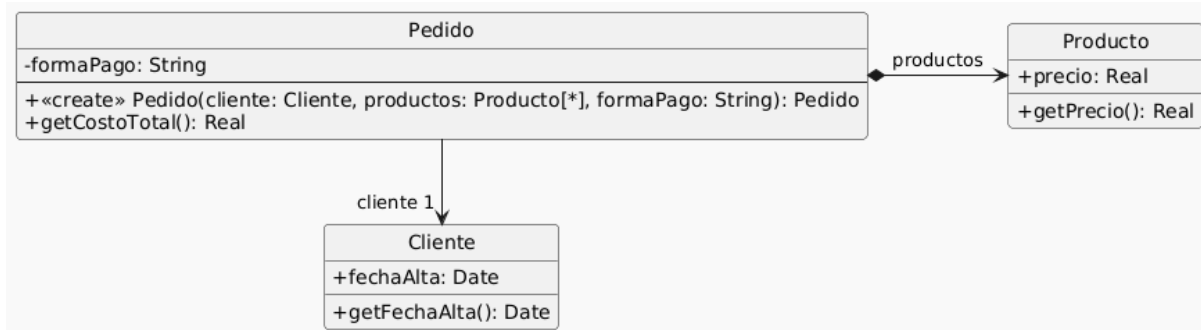 Pedido
-formaPago: String
+«create» Pedido(cliente: Cliente, productos: Producto[*], formaPago: String): Pedido
+getCostoTotal(): Real
productos
Producto
+precio: Real
+getPrecio(): Real
cliente 1
Cliente
+fechaAlta: Date
+getFechaAlta(): Date